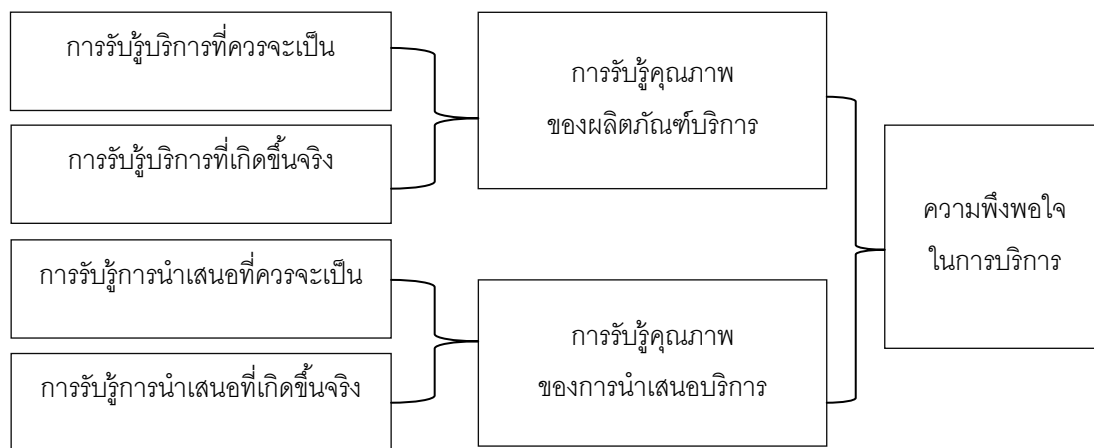 การรับรู้บริการที่ควรจะเป็น
การรับรู้บริการที่เกิดขึ้นจริง
การรับรู้การนำเสนอที่ควรจะเป็น
การรับรู้การนำเสนอที่เกิดขึ้นจริง
การรับรู้คุณภาพ
ของผลิตภัณฑ์บริการ
การรับรู้คุณภาพ
ของการนำเสนอบริการ
ความพึงพอใจ
ในการบริการ